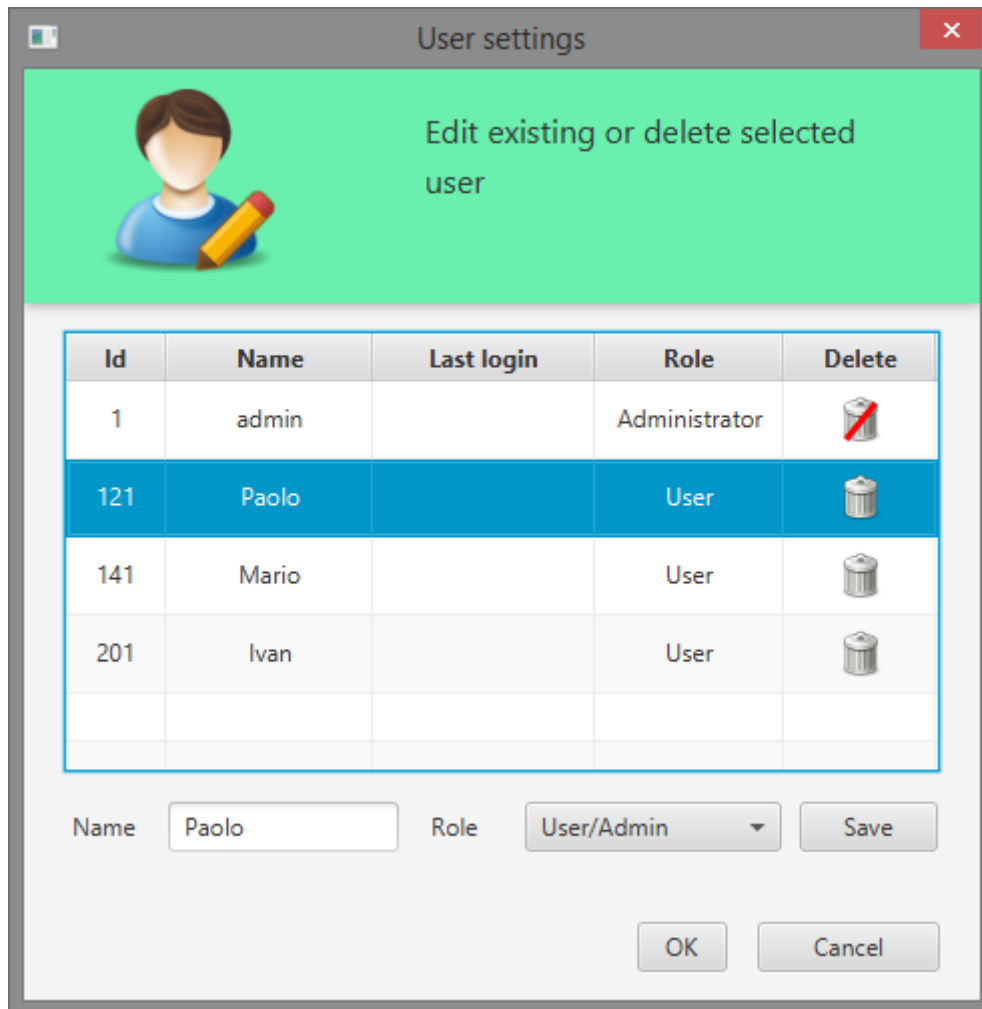 User settings
Edit existing or delete selected
user
Id Name Last login Role Delete
1 admin Administrator
121 Paolo User
141 Mario User
201 Ivan User
Name Paolo Role User/Admin Save
OK Cancel